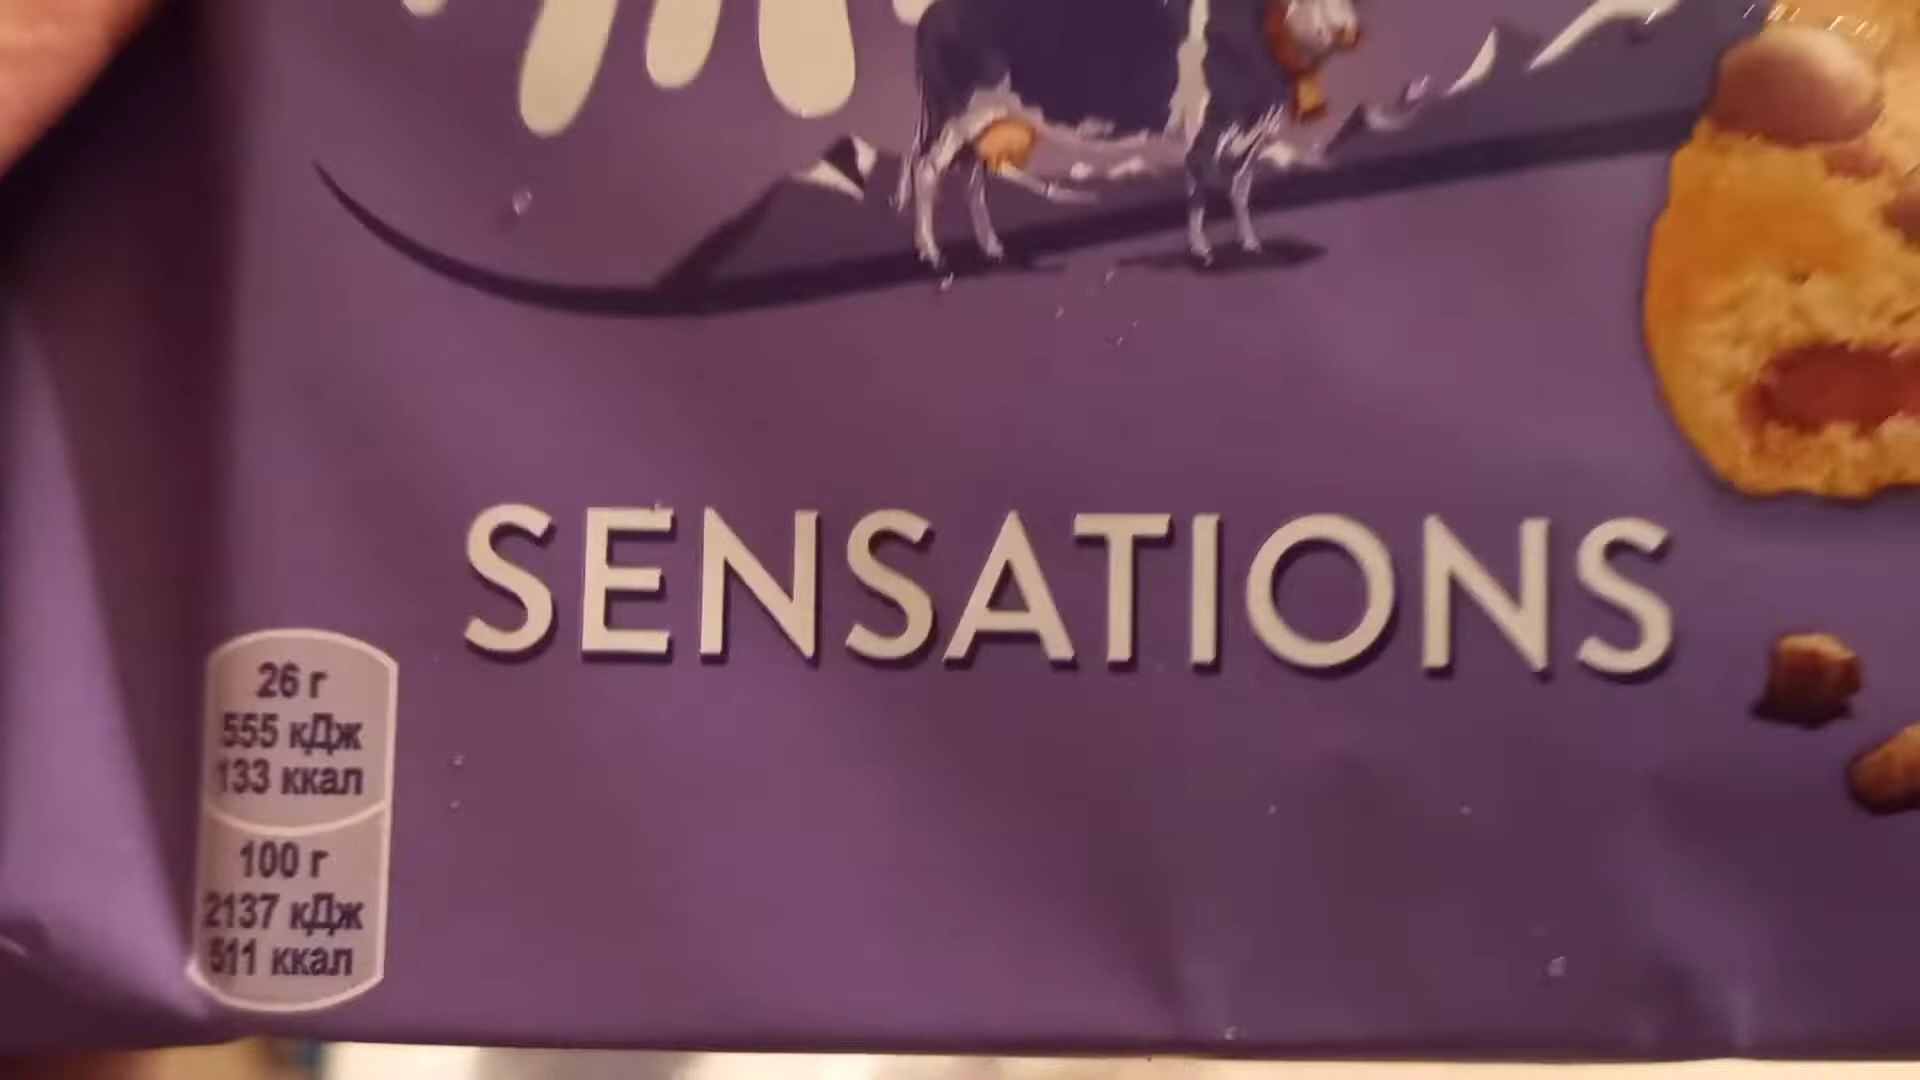 SENSATIONS
26 г
555 кДж
133 ккал
100 г
2137 кДж
511 ккал